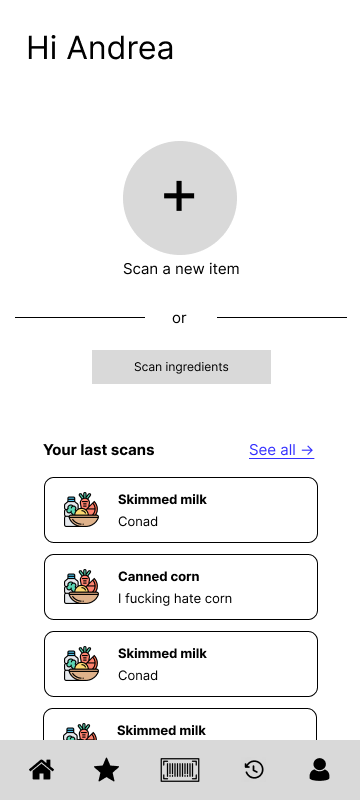 Hi Andrea
Scan a new item
or
Scan ingredients
Your last scans
See all →
Skimmed milk
Conad
Canned corn
I fucking hate corn
Skimmed milk
Conad
Skimmed milk